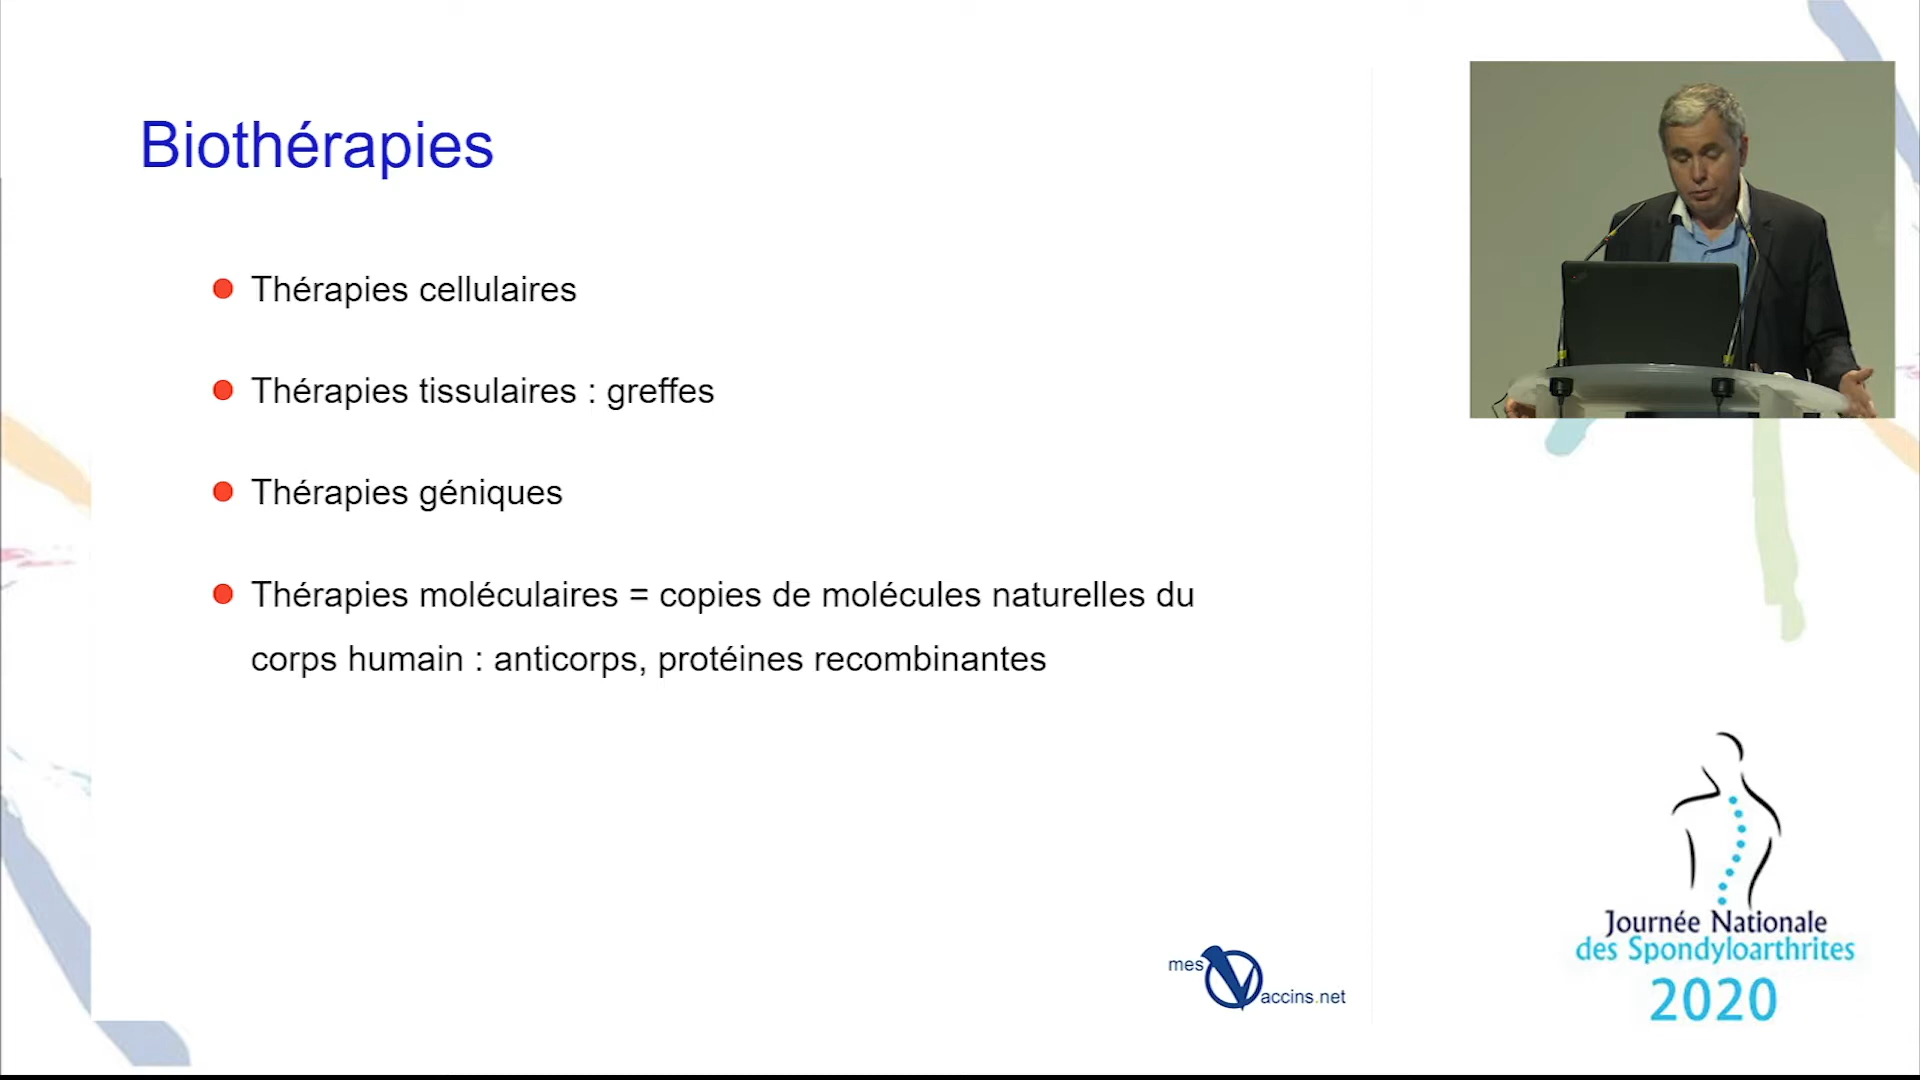 Biothérapies
Thérapies cellulaires
Thérapies tissulaires : greffes
Thérapies géniques
Thérapies moléculaires = copies de molécules naturelles du
corps humain : anticorps, protéines recombinantes
mes
Vaccins.net
Journée Nationale
des Spondyloarthrites
2020